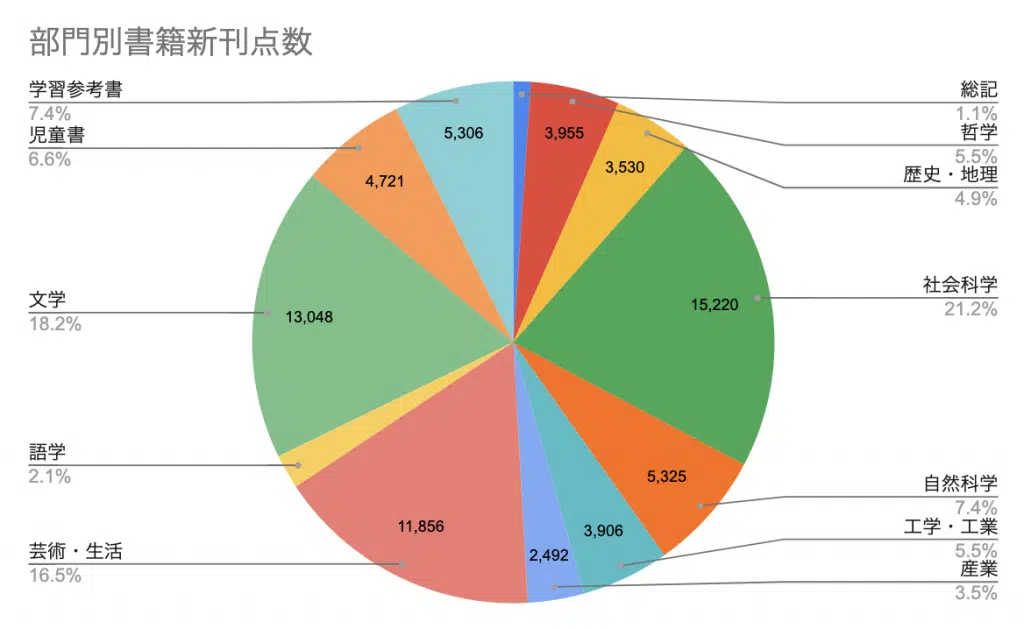 部門別書籍新刊点数
学習参考書
7.4%
児童書
6.6%
文学
18.2%
語学
2.1%
芸術・生活
16.5%
5,306
3,955
3,530
4,721
15,220
13,048
5,325
11,856
3,906
2,492
総記
1.1%
哲学
5.5%
歴史・地理
4.9%
社会科学
21.2%
自然科学
7.4%
工学・工業
5.5%
産業
3.5%